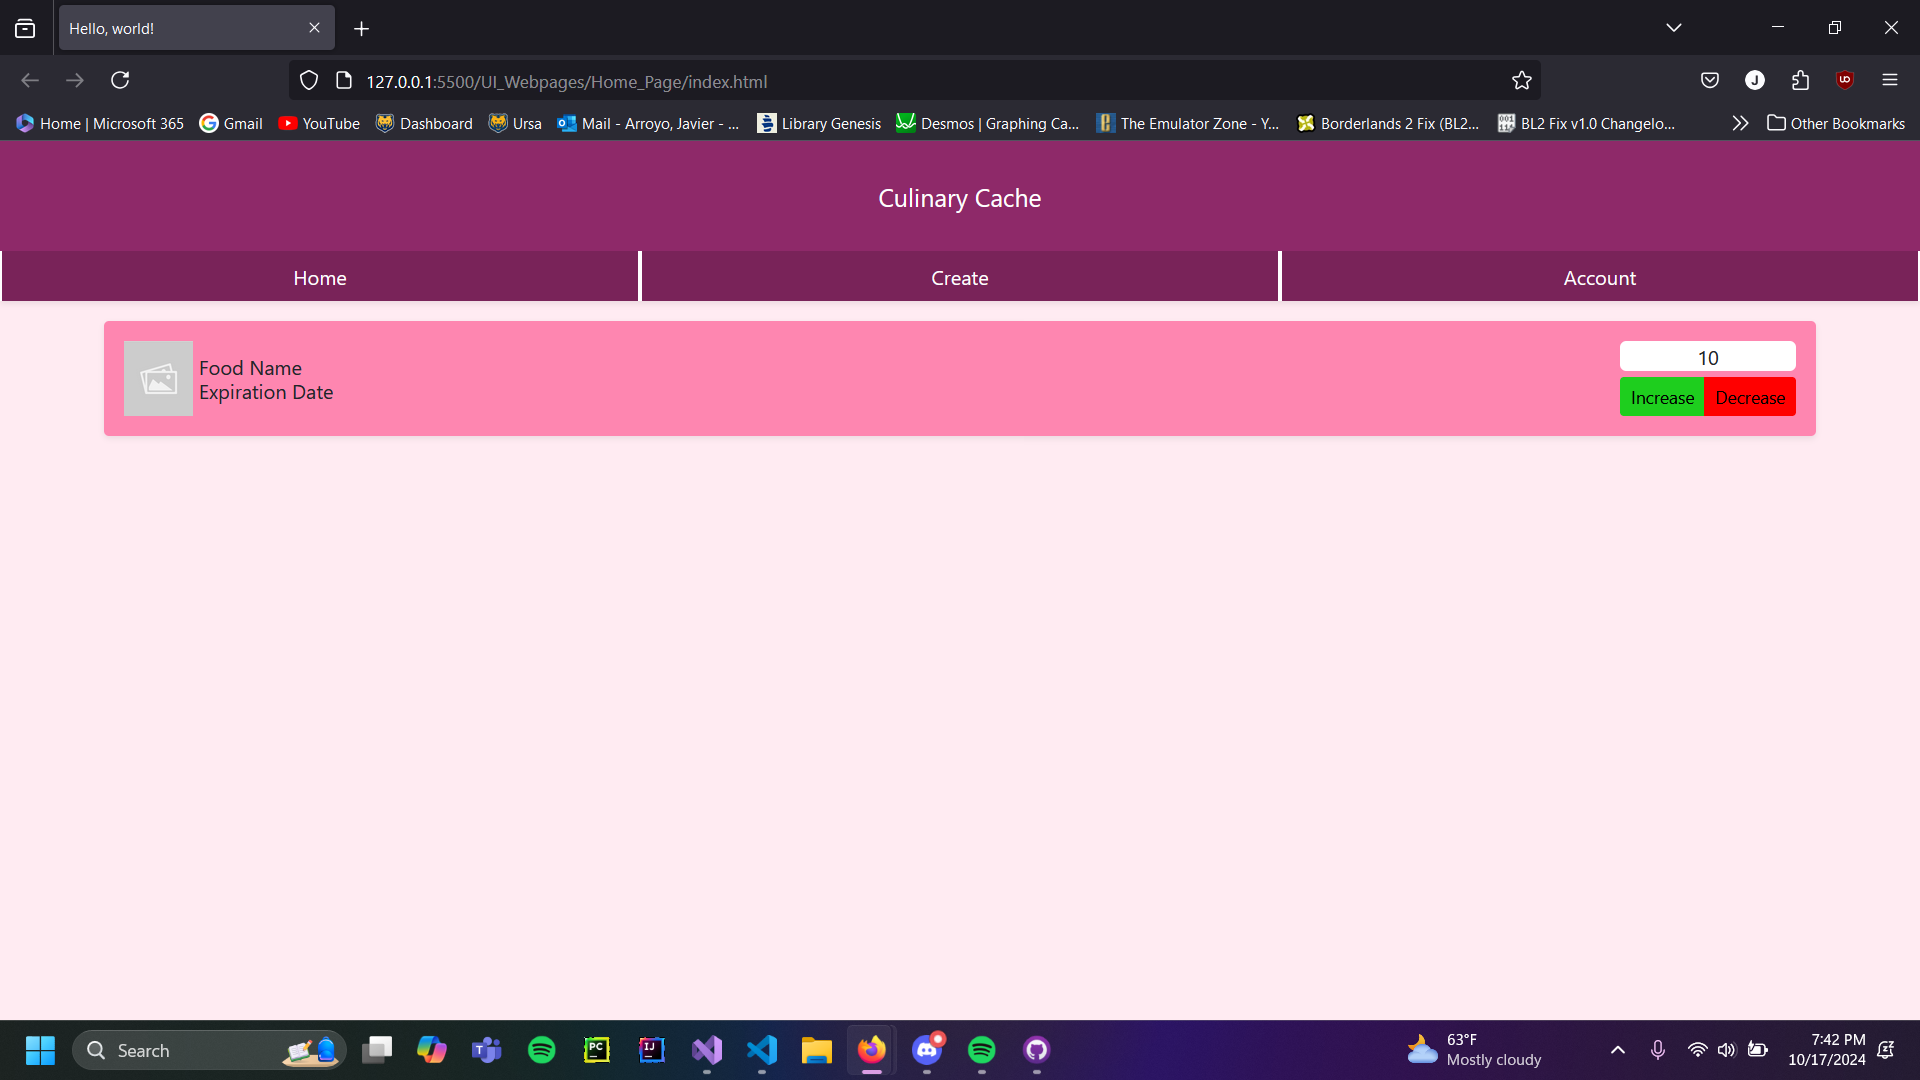 Hello, world!
127.0.0.1:5500/UI_Webpages/Home_Page/index.html
J
Home | Microsoft 365
Gmail
YouTube
Dashboard
Ursa
Mail - Arroyo, Javier - ...
Library Genesis
Desmos | Graphing Ca...
The Emulator Zone - Y...
Borderlands 2 Fix (BL2...
BL2 Fix v1.0 Changelo...
Other Bookmarks
Culinary Cache
Home
Create
Account
Food Name
Expiration Date
10
Increase
Decrease
Search
PC
IJ
63°F
Mostly cloudy
7:42 PM
10/17/2024